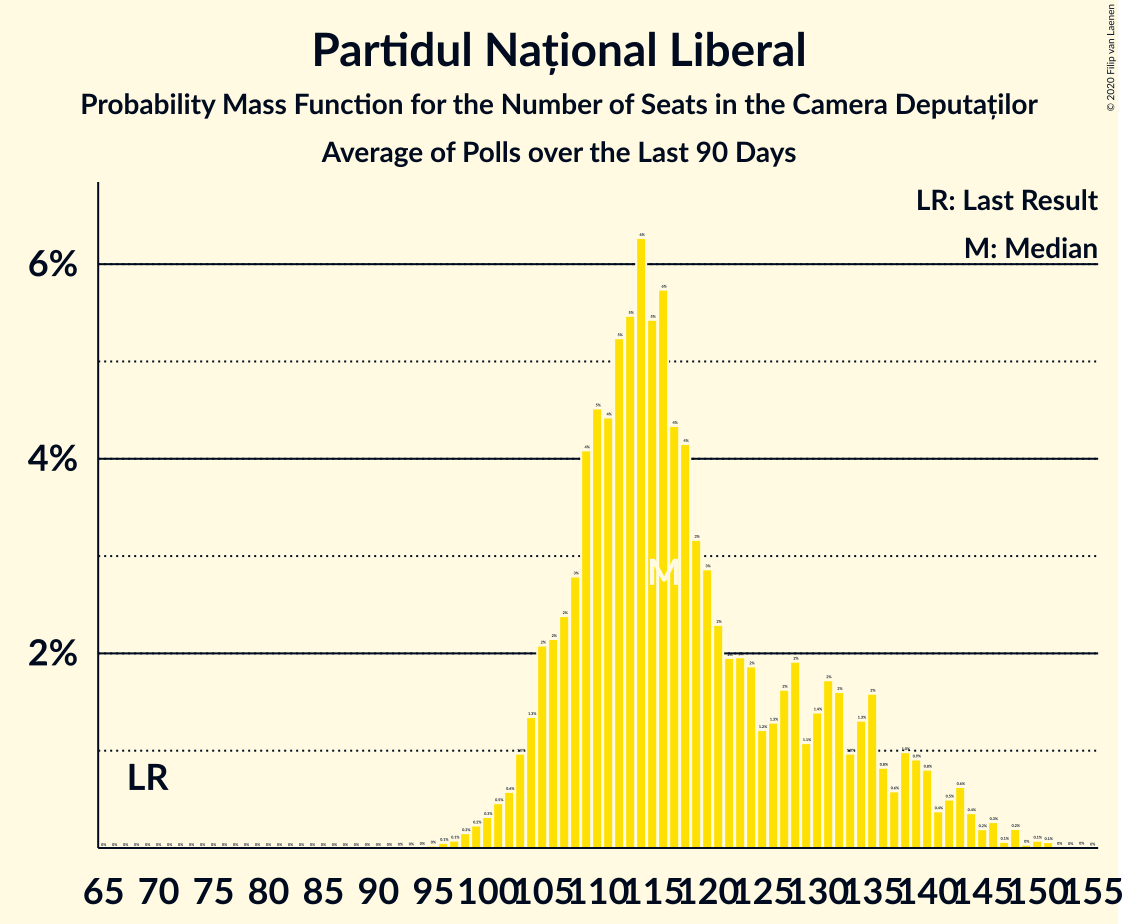 Partidul Național Liberal
Probability Mass Function for the Number of Seats in the Camera Deputaților
Average of Polls over the Last 90 Days
© 2020 Filip van Laenen
LR: Last Result
M: Median
6%
4%
2%
LR
M
65 70 75 80 85 90 95 100 105 110 115 120 125 130 135 140 145 150 155